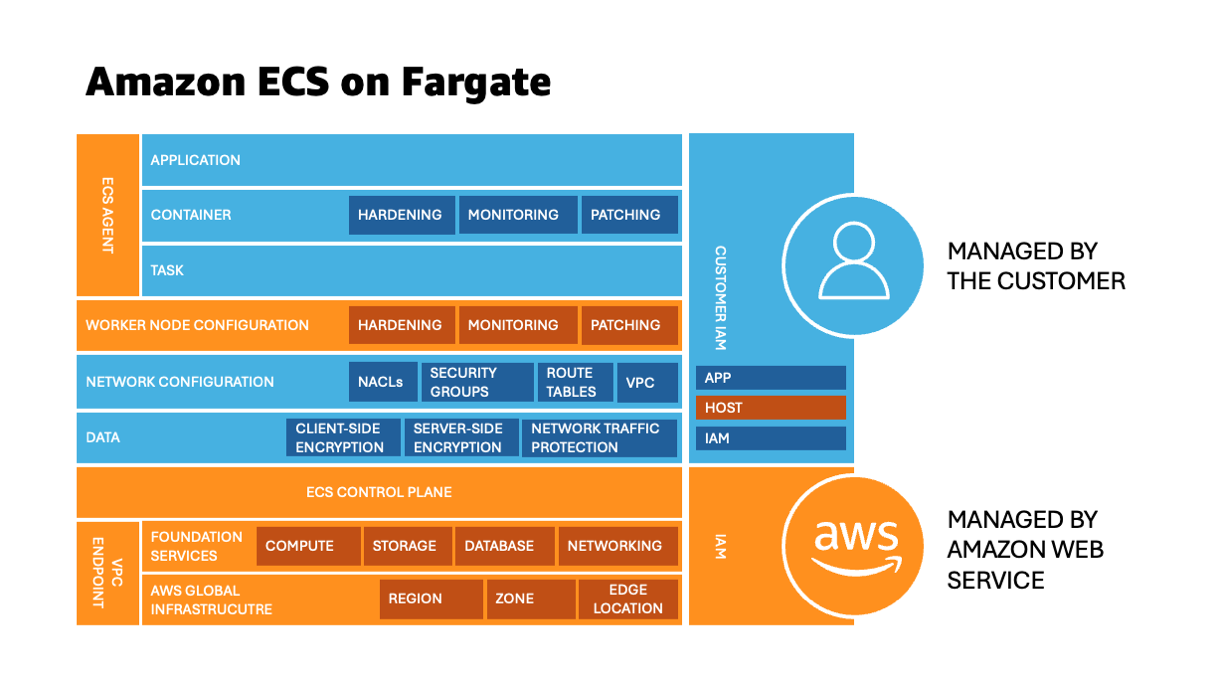 Amazon ECS on Fargate
ECS AGENT
APPLICATION
CONTAINER
HARDENING
MONITORING
PATCHING
TASK
WORKER NODE CONFIGURATION
HARDENING
MONITORING
PATCHING
NETWORK CONFIGURATION
NACLs
SECURITY
GROUPS
ROUTE
TABLES
VPC
DATA
CLIENT-SIDE
ENCRYPTION
SERVER-SIDE
ENCRYPTION
NETWORK TRAFFIC
PROTECTION
CUSTOMER IAM
APP
HOST
IAM
MANAGED BY
THE CUSTOMER
ECS CONTROL PLANE
VPC
ENDPOINT
FOUNDATION
SERVICES
COMPUTE
STORAGE
DATABASE
NETWORKING
AWS GLOBAL
INFRASTRUCUTRE
REGION
ZONE
EDGE
LOCATION
IAM
aws
MANAGED BY
AMAZON WEB
SERVICE